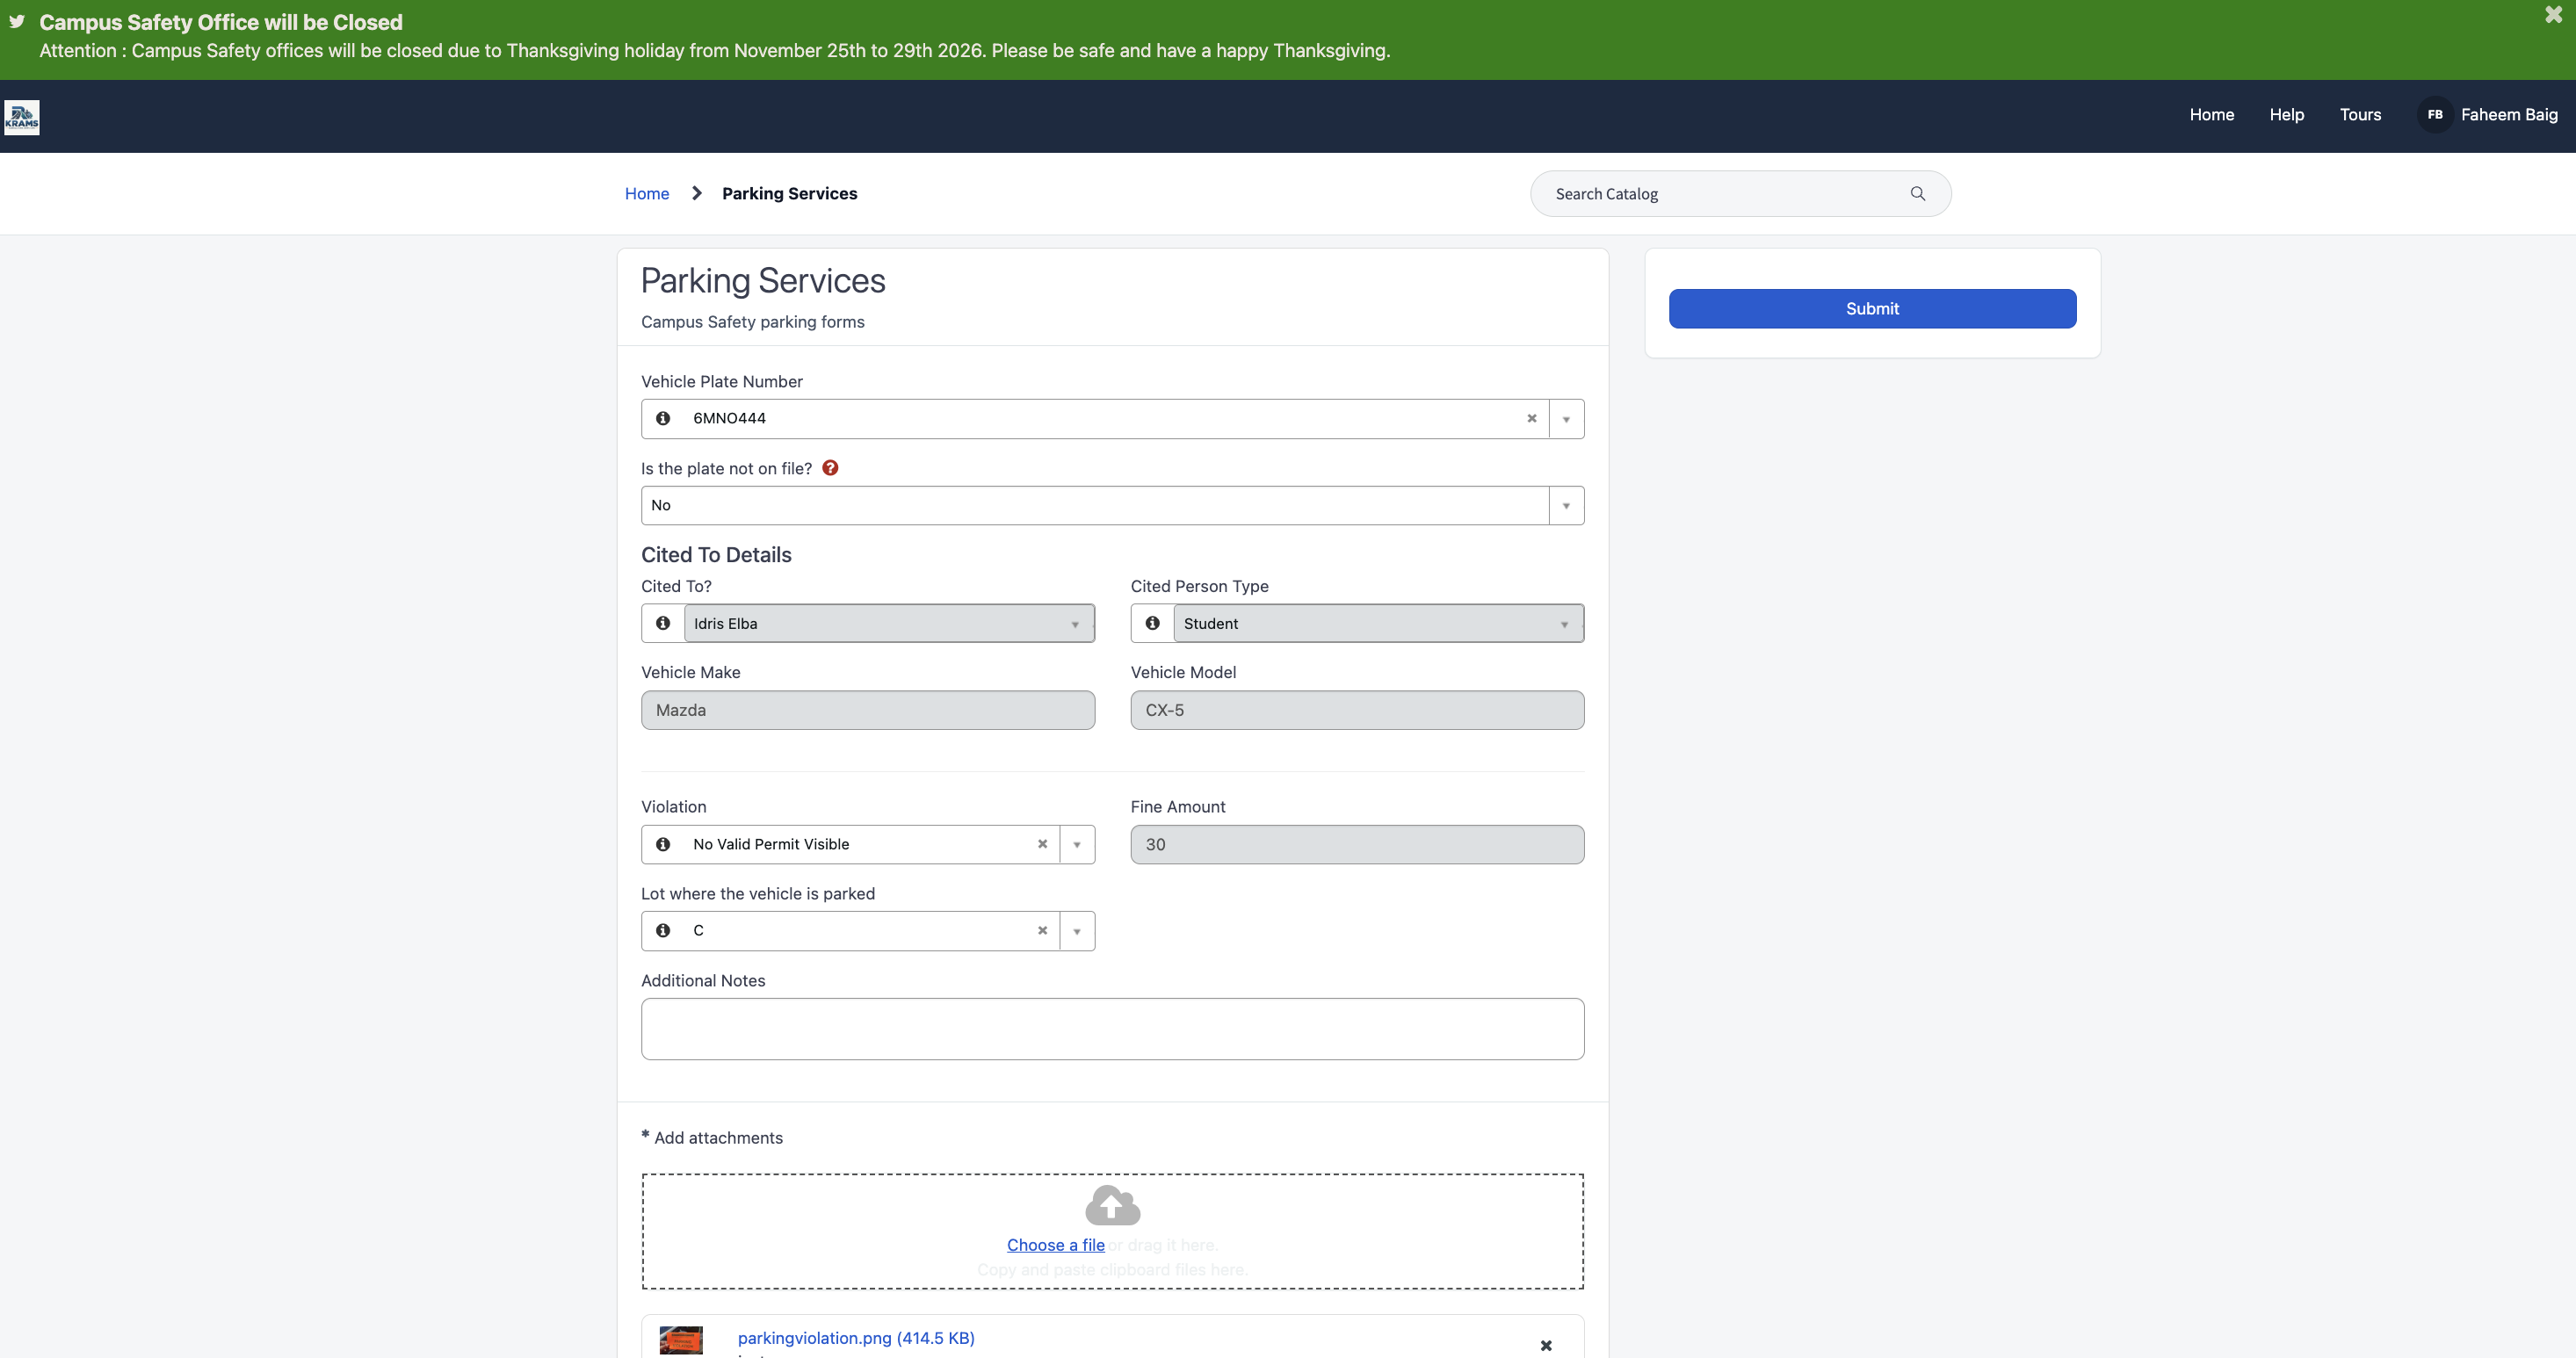 Campus Safety Office will be Closed
Attention : Campus Safety offices will be closed due to Thanksgiving holiday from November 25th to 29th 2026. Please be safe and have a happy Thanksgiving.
KRAMS
Home
Help
Tours
FB
Faheem Baig
Home
Parking Services
Search Catalog
Parking Services
Campus Safety parking forms
Submit
Vehicle Plate Number
6MNO444
Is the plate not on file?
No
Cited To Details
Cited To?
Cited Person Type
Idris Elba
Student
Vehicle Make
Vehicle Model
Mazda
CX-5
Violation
Fine Amount
No Valid Permit Visible
30
Lot where the vehicle is parked
C
Additional Notes
* Add attachments
Choose a file or drag it here.
Copy and paste clipboard files here.
parkingviolation.png (414.5 KB)